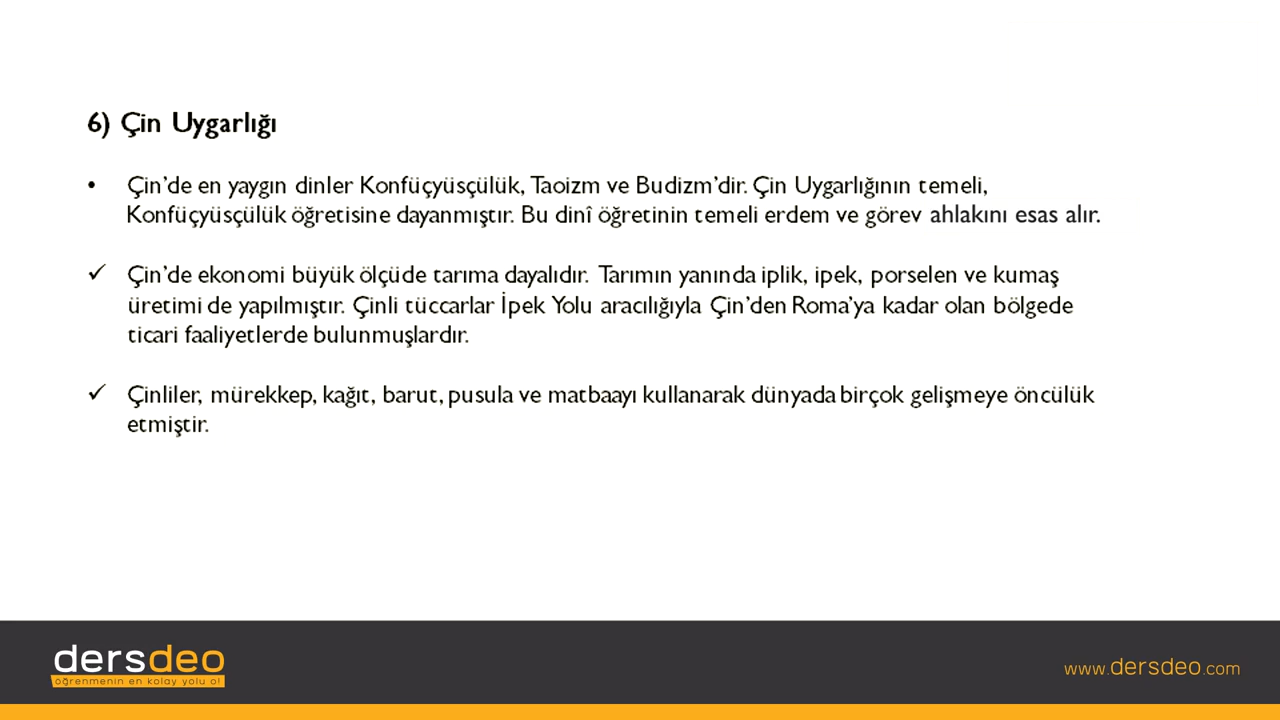 6) Çin Uygarlığı
• Çin’de en yaygın dinler Konfüçyüsçülük, Taoizm ve Budizm’dir. Çin Uygarlığının temeli,
Konfüçyüsçülük öğretisine dayanmıştır. Bu dinî öğretinin temeli erdem ve görev ahlakını esas alır.
✓ Çin’de ekonomi büyük ölçüde tarıma dayalıdır. Tarımın yanında iplik, ipek, porselen ve kumaş
üretimi de yapılmıştır. Çinli tüccarlar İpek Yolu aracılığıyla Çin’den Roma’ya kadar olan bölgede
ticari faaliyetlerde bulunmuşlardır.
✓ Çinliler, mürekkep, kağıt, barut, pusula ve matbaayı kullanarak dünyada birçok gelişmeye öncülük
etmiştir.
dersdeo
öğrenmenin en kolay yolu o!
www.dersdeo.com